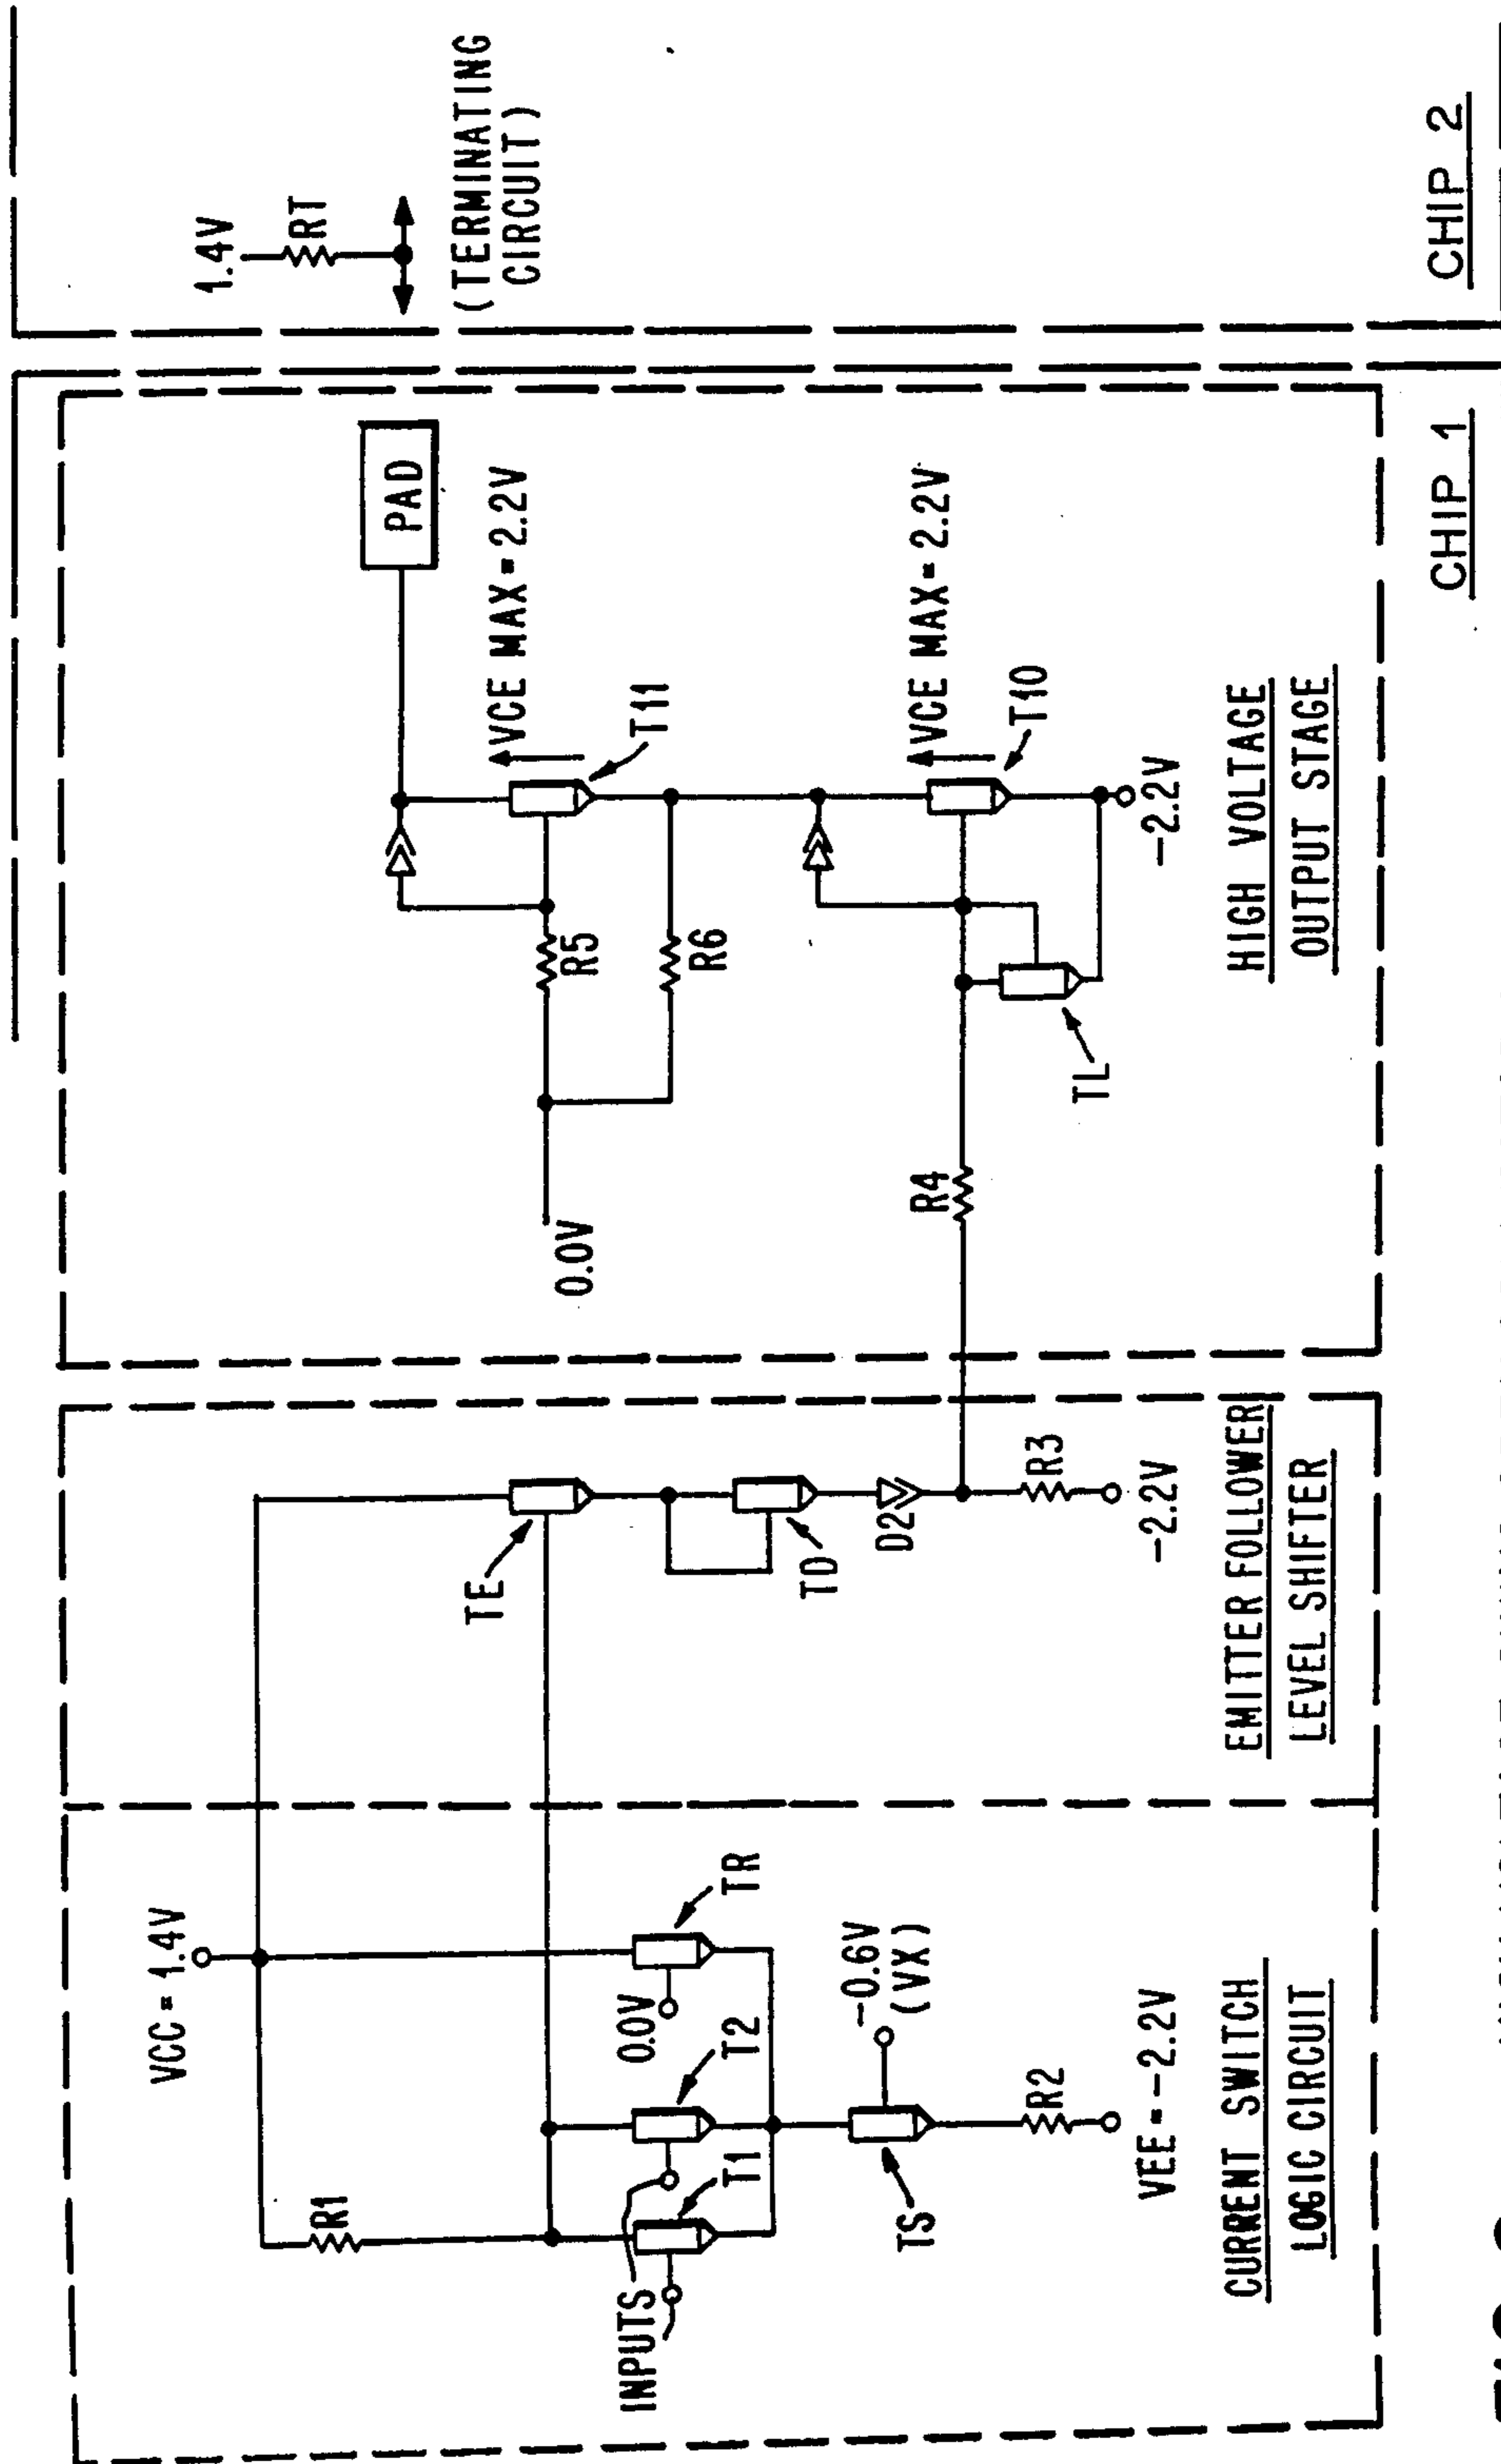 VCC = 1.4V
R1
INPUTS
T1
T2
0.0V
TR
TS
-0.6V
(VX)
R2
VEE = -2.2V
CURRENT SWITCH
LOGIC CIRCUIT
TE
TD
D2
R3
-2.2V
EMITTER FOLLOWER
LEVEL SHIFTER
0.0V
R5
R6
R4
TL
PAD
VCE MAX = 2.2V
T11
VCE MAX = 2.2V
T10
-2.2V
HIGH VOLTAGE
OUTPUT STAGE
CHIP 1
1.4V
RT
(TERMINATING
CIRCUIT)
CHIP 2